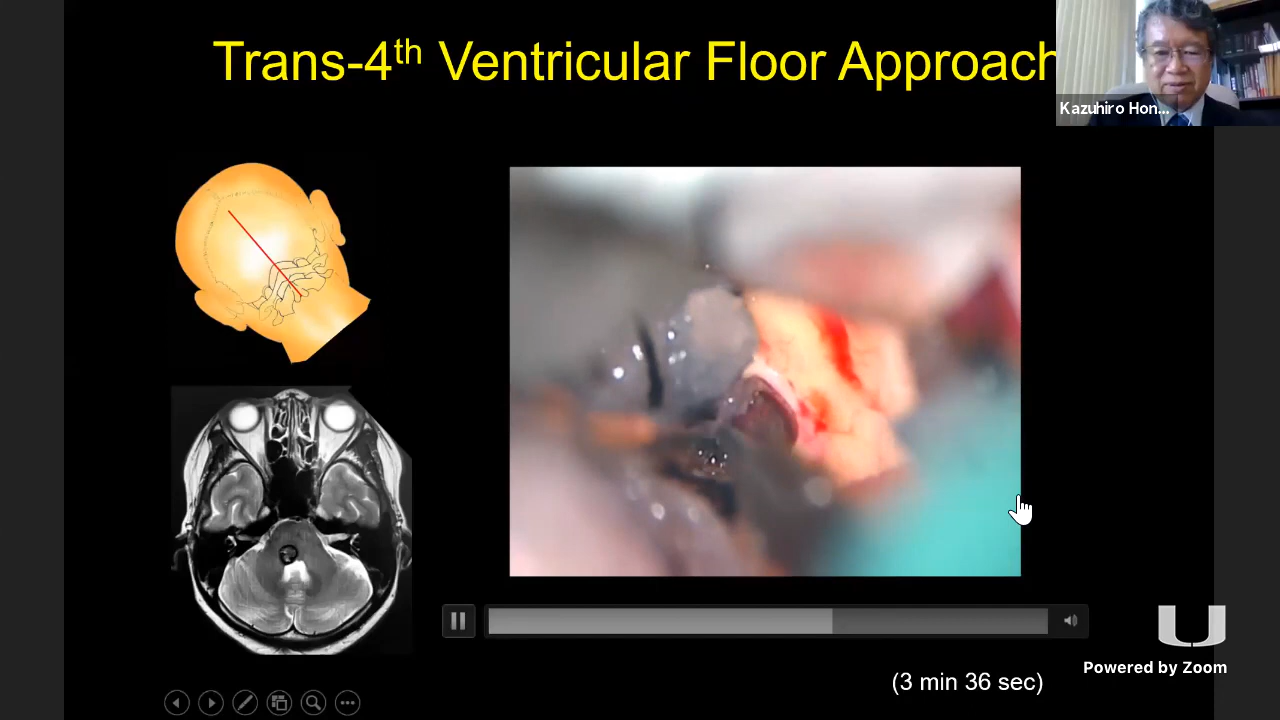 Trans-4th Ventricular Floor Approach
Kazuhiro Hon...
U
Powered by Zoom
(3 min 36 sec)